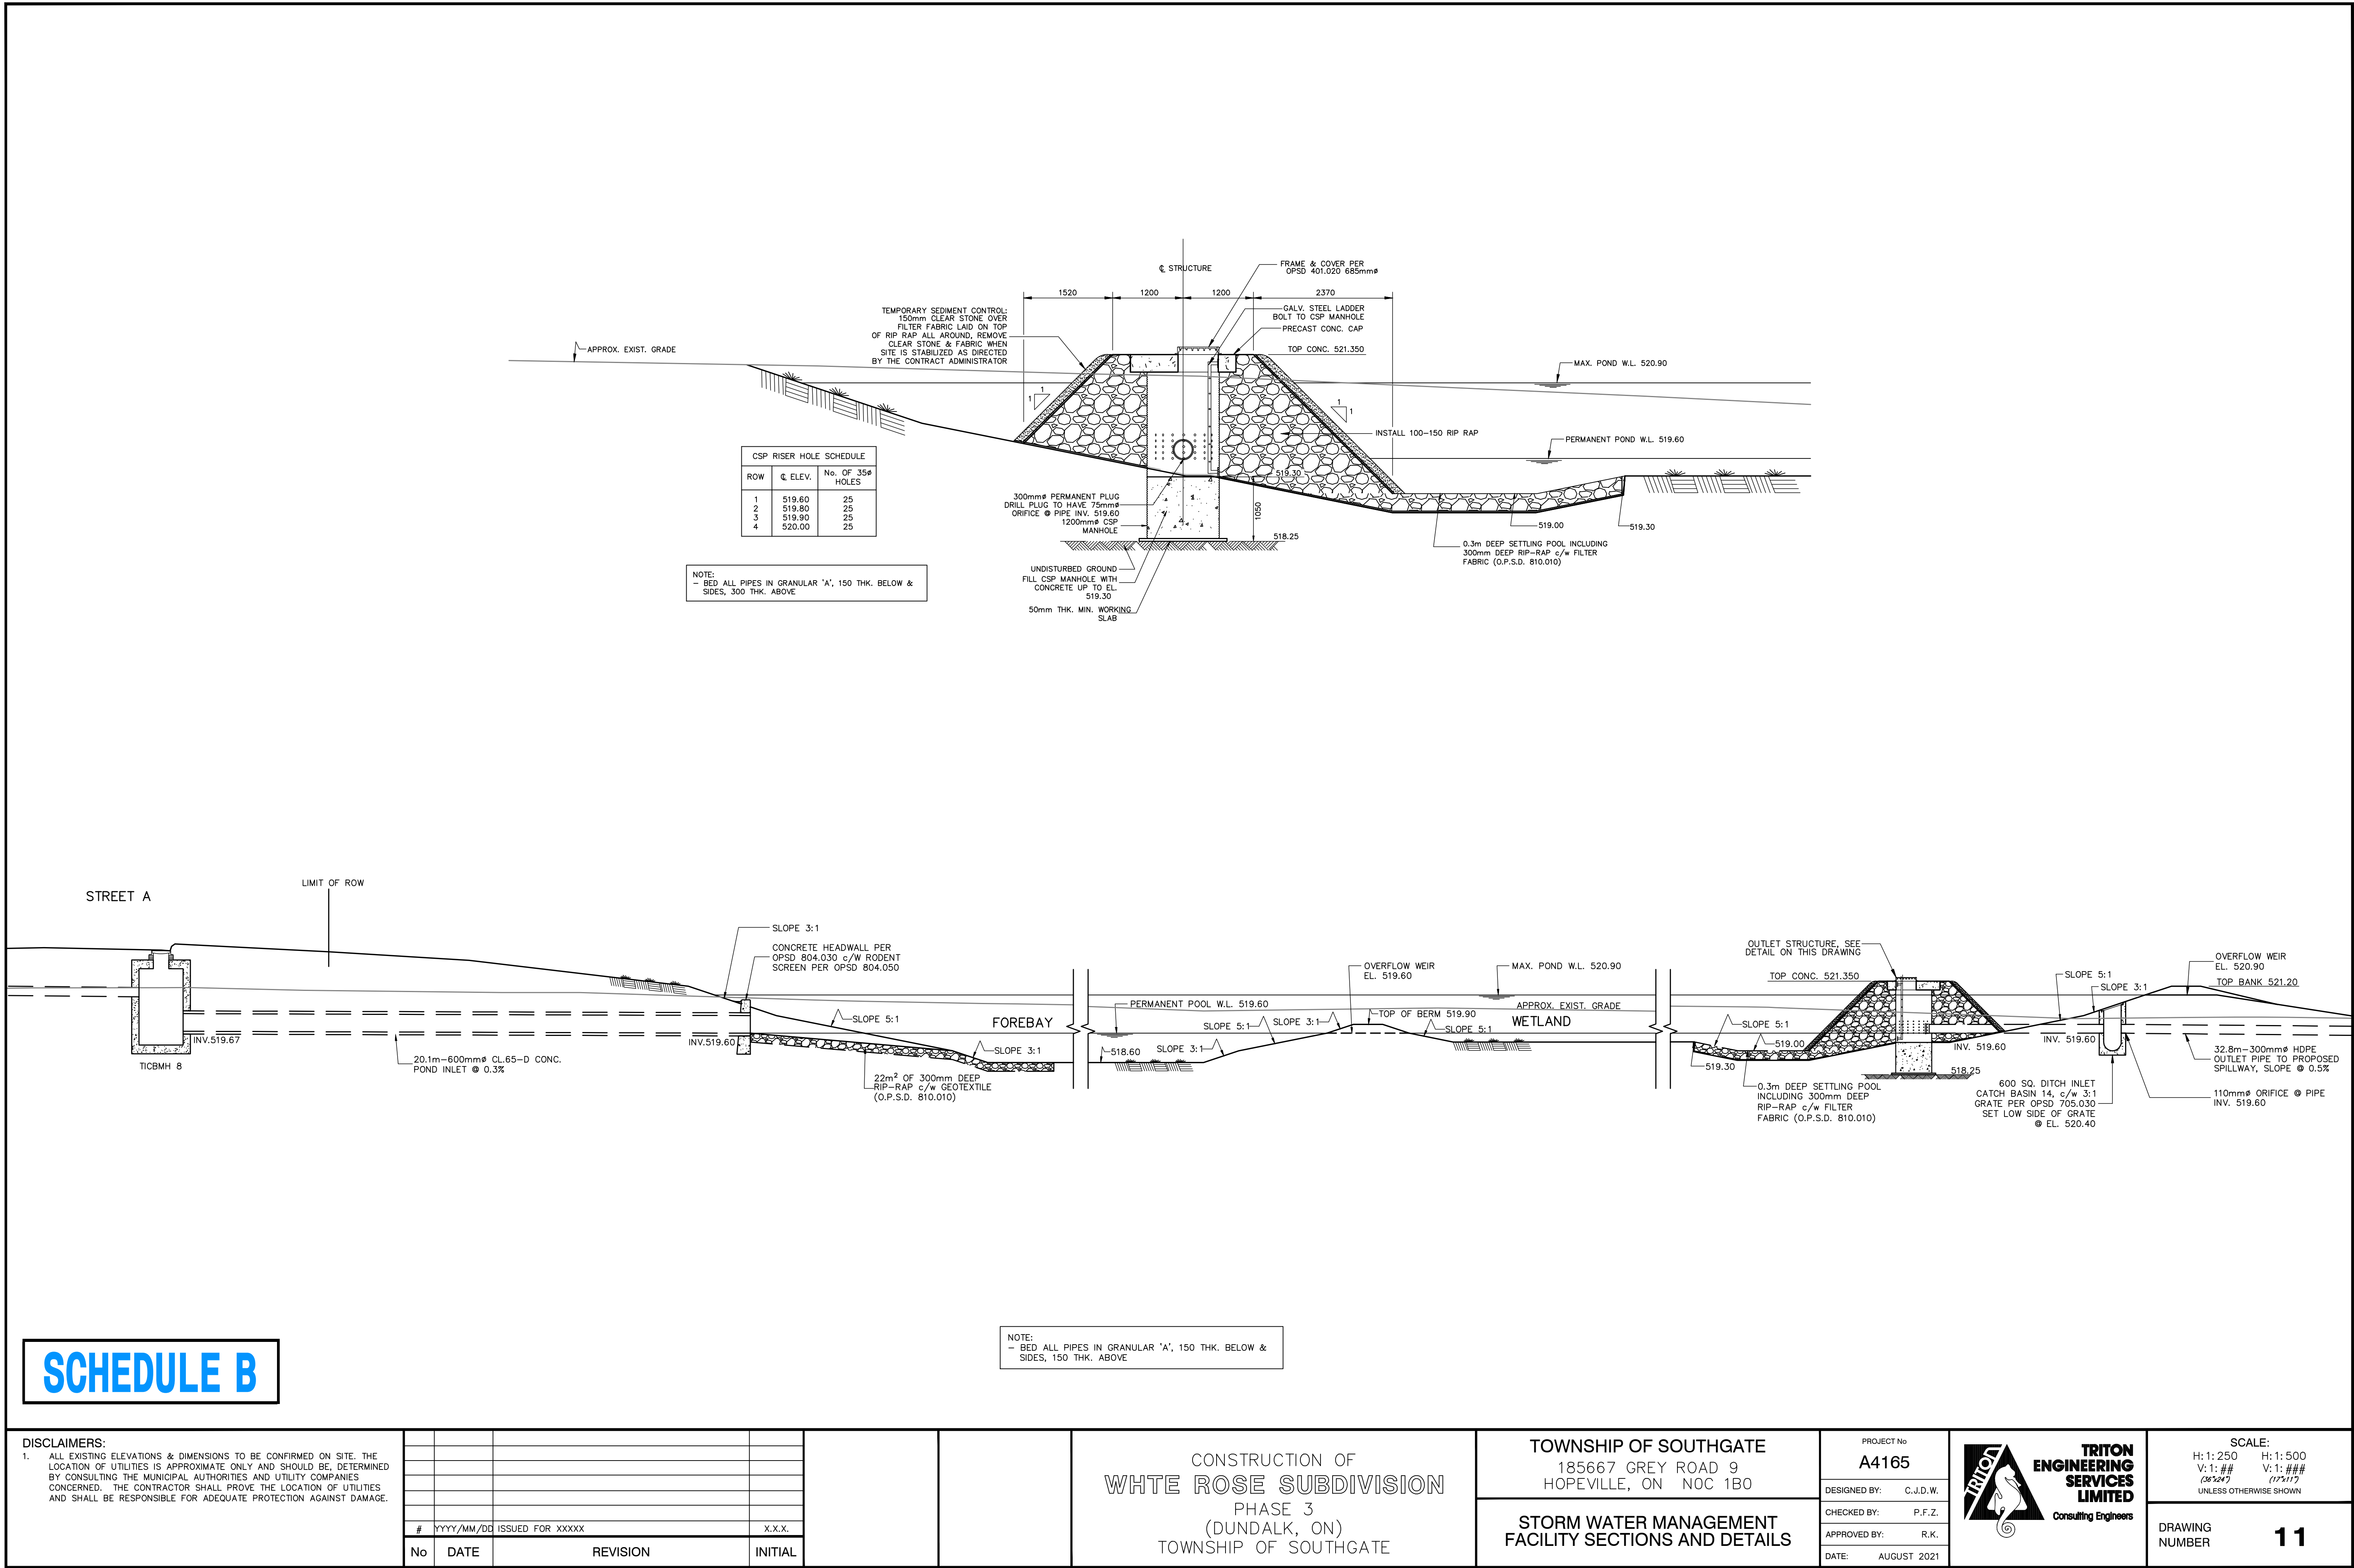 ℄ STRUCTURE
FRAME & COVER PER
OPSD 401.020 685mmø
1520
1200
1200
2370
TEMPORARY SEDIMENT CONTROL:
150mm CLEAR STONE OVER
FILTER FABRIC LAID ON TOP
OF RIP RAP ALL AROUND, REMOVE
CLEAR STONE & FABRIC WHEN
SITE IS STABILIZED AS DIRECTED
BY THE CONTRACT ADMINISTRATOR
GALV. STEEL LADDER
BOLT TO CSP MANHOLE
PRECAST CONC. CAP
TOP CONC. 521.350
APPROX. EXIST. GRADE
MAX. POND W.L. 520.90
1
1
1
1
INSTALL 100-150 RIP RAP
PERMANENT POND W.L. 519.60
CSP RISER HOLE SCHEDULE
ROW ℄ ELEV. No. OF 35ø HOLES
1 519.60 25
2 519.80 25
3 519.90 25
4 520.00 25
519.30
300mmø PERMANENT PLUG
DRILL PLUG TO HAVE 75mmø
ORIFICE @ PIPE INV. 519.60
1200mmø CSP
MANHOLE
1050
519.00
519.30
518.25
0.3m DEEP SETTLING POOL INCLUDING
300mm DEEP RIP-RAP c/w FILTER
FABRIC (O.P.S.D. 810.010)
UNDISTURBED GROUND
FILL CSP MANHOLE WITH
CONCRETE UP TO EL.
519.30
50mm THK. MIN. WORKING
SLAB
NOTE:
- BED ALL PIPES IN GRANULAR 'A', 150 THK. BELOW &
SIDES, 300 THK. ABOVE
STREET A
LIMIT OF ROW
SLOPE 3:1
CONCRETE HEADWALL PER
OPSD 804.030 c/W RODENT
SCREEN PER OPSD 804.050
INV.519.67
TICBMH 8
20.1m-600mmø CL.65-D CONC.
POND INLET @ 0.3%
INV.519.60
SLOPE 5:1
22m² OF 300mm DEEP
RIP-RAP c/w GEOTEXTILE
(O.P.S.D. 810.010)
FOREBAY
SLOPE 3:1
PERMANENT POOL W.L. 519.60
518.60
SLOPE 3:1
SLOPE 5:1
SLOPE 3:1
OVERFLOW WEIR
EL. 519.60
TOP OF BERM 519.90
SLOPE 5:1
MAX. POND W.L. 520.90
APPROX. EXIST. GRADE
WETLAND
OUTLET STRUCTURE, SEE
DETAIL ON THIS DRAWING
TOP CONC. 521.350
SLOPE 5:1
519.00
519.30
0.3m DEEP SETTLING POOL
INCLUDING 300mm DEEP
RIP-RAP c/w FILTER
FABRIC (O.P.S.D. 810.010)
INV. 519.60
518.25
600 SQ. DITCH INLET
CATCH BASIN 14, c/w 3:1
GRATE PER OPSD 705.030
SET LOW SIDE OF GRATE
@ EL. 520.40
INV. 519.60
SLOPE 5:1
SLOPE 3:1
OVERFLOW WEIR
EL. 520.90
TOP BANK 521.20
32.8m-300mmø HDPE
OUTLET PIPE TO PROPOSED
SPILLWAY, SLOPE @ 0.5%
110mmø ORIFICE @ PIPE
INV. 519.60
NOTE:
- BED ALL PIPES IN GRANULAR 'A', 150 THK. BELOW &
SIDES, 150 THK. ABOVE
SCHEDULE B
DISCLAIMERS:
1. ALL EXISTING ELEVATIONS & DIMENSIONS TO BE CONFIRMED ON SITE. THE
LOCATION OF UTILITIES IS APPROXIMATE ONLY AND SHOULD BE, DETERMINED
BY CONSULTING THE MUNICIPAL AUTHORITIES AND UTILITY COMPANIES
CONCERNED. THE CONTRACTOR SHALL PROVE THE LOCATION OF UTILITIES
AND SHALL BE RESPONSIBLE FOR ADEQUATE PROTECTION AGAINST DAMAGE.
# YYYY/MM/DD ISSUED FOR XXXXX X.X.X.
No DATE REVISION INITIAL
CONSTRUCTION OF
WHTE ROSE SUBDIVISION
PHASE 3
(DUNDALK, ON)
TOWNSHIP OF SOUTHGATE
TOWNSHIP OF SOUTHGATE
185667 GREY ROAD 9
HOPEVILLE, ON N0C 1B0
STORM WATER MANAGEMENT
FACILITY SECTIONS AND DETAILS
PROJECT No
A4165
DESIGNED BY: C.J.D.W.
CHECKED BY: P.F.Z.
APPROVED BY: R.K.
DATE: AUGUST 2021
TRITON
TRITON
ENGINEERING
SERVICES
LIMITED
Consulting Engineers
SCALE:
H:1:250 H:1:500
V:1:## V:1:###
(36"x24") (17"x11")
UNLESS OTHERWISE SHOWN
DRAWING
NUMBER
11